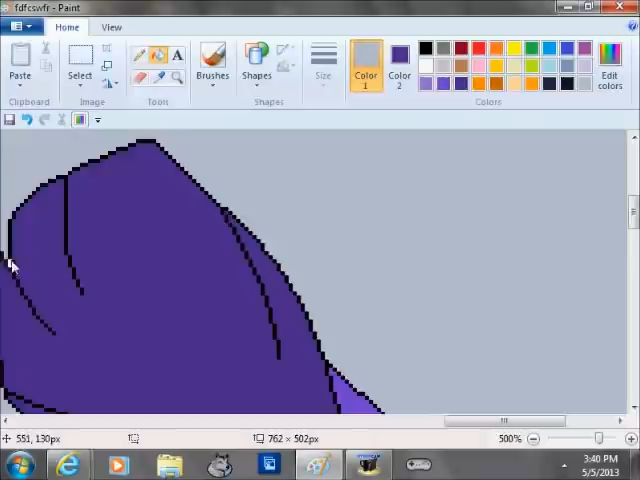 fdfcswfr - Paint
Home View
Paste Select Brushes Shapes Size Color 1 Color 2 Edit colors
Clipboard Image Tools Shapes Colors
551, 130px 762 × 502px 500%
3:40 PM
5/5/2013